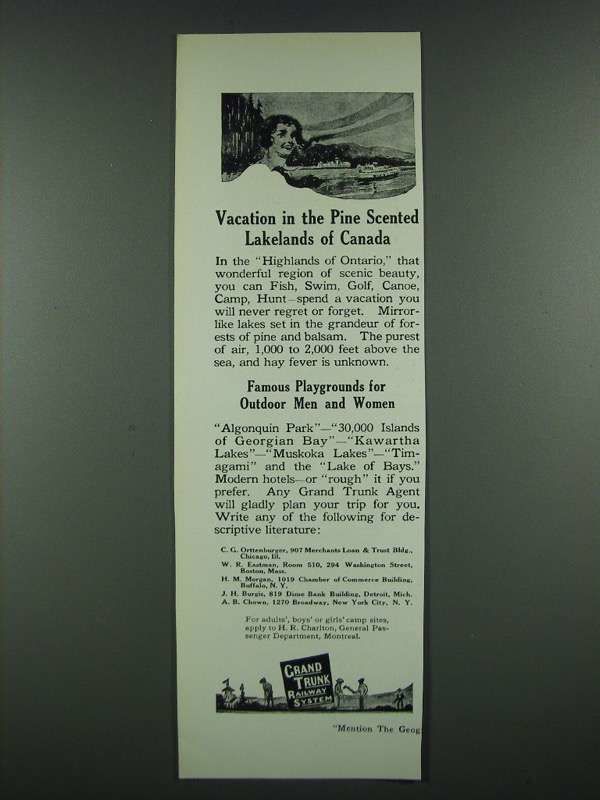 Vacation in the Pine Scented
Lakelands of Canada
In the "Highlands of Ontario," that
wonderful region of scenic beauty,
you can Fish, Swim, Golf, Canoe,
Camp, Hunt—spend a vacation you
will never regret or forget. Mirror-
like lakes set in the grandeur of for-
ests of pine and balsam. The purest
of air, 1,000 to 2,000 feet above the
sea, and hay fever is unknown.
Famous Playgrounds for
Outdoor Men and Women
"Algonquin Park"—"30,000 Islands
of Georgian Bay"—"Kawartha
Lakes"—"Muskoka Lakes"—"Tim-
agami" and the "Lake of Bays."
Modern hotels—or "rough" it if you
prefer. Any Grand Trunk Agent
will gladly plan your trip for you.
Write any of the following for de-
scriptive literature:
C. G. Orttenburger, 907 Merchants Loan & Trust Bldg.,
Chicago, Ill.
W. R. Eastman, Room 510, 294 Washington Street,
Boston, Mass.
H. M. Morgan, 1019 Chamber of Commerce Building,
Buffalo, N. Y.
J. H. Burgis, 819 Dime Bank Building, Detroit, Mich.
A. B. Chown, 1270 Broadway, New York City, N. Y.
For adults', boys' or girls' camp sites,
apply to H. R. Charlton, General Pas-
senger Department, Montreal.
GRAND
TRUNK
RAILWAY
SYSTEM
"Mention The Geog